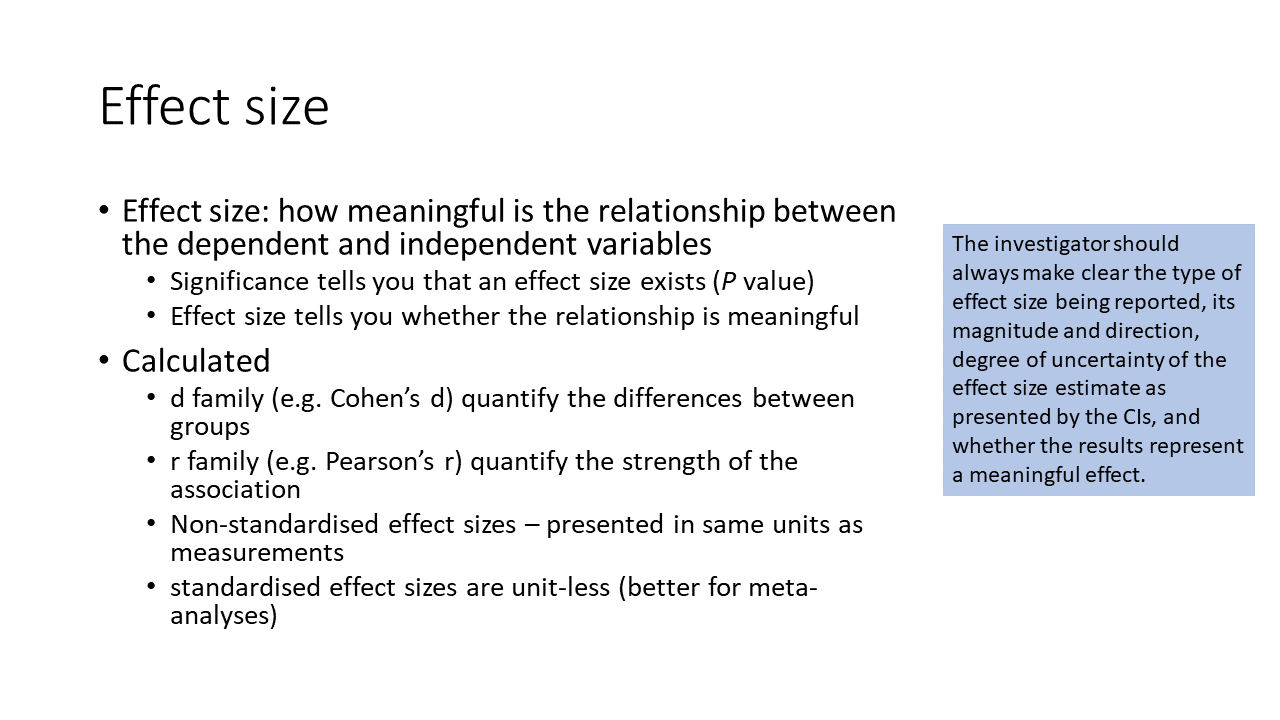 Effect size
• Effect size: how meaningful is the relationship between
the dependent and independent variables
• Significance tells you that an effect size exists (P value)
• Effect size tells you whether the relationship is meaningful
• Calculated
• d family (e.g. Cohen’s d) quantify the differences between
groups
• r family (e.g. Pearson’s r) quantify the strength of the
association
• Non-standardised effect sizes – presented in same units as
measurements
• standardised effect sizes are unit-less (better for meta-
analyses)
The investigator should
always make clear the type of
effect size being reported, its
magnitude and direction,
degree of uncertainty of the
effect size estimate as
presented by the CIs, and
whether the results represent
a meaningful effect.